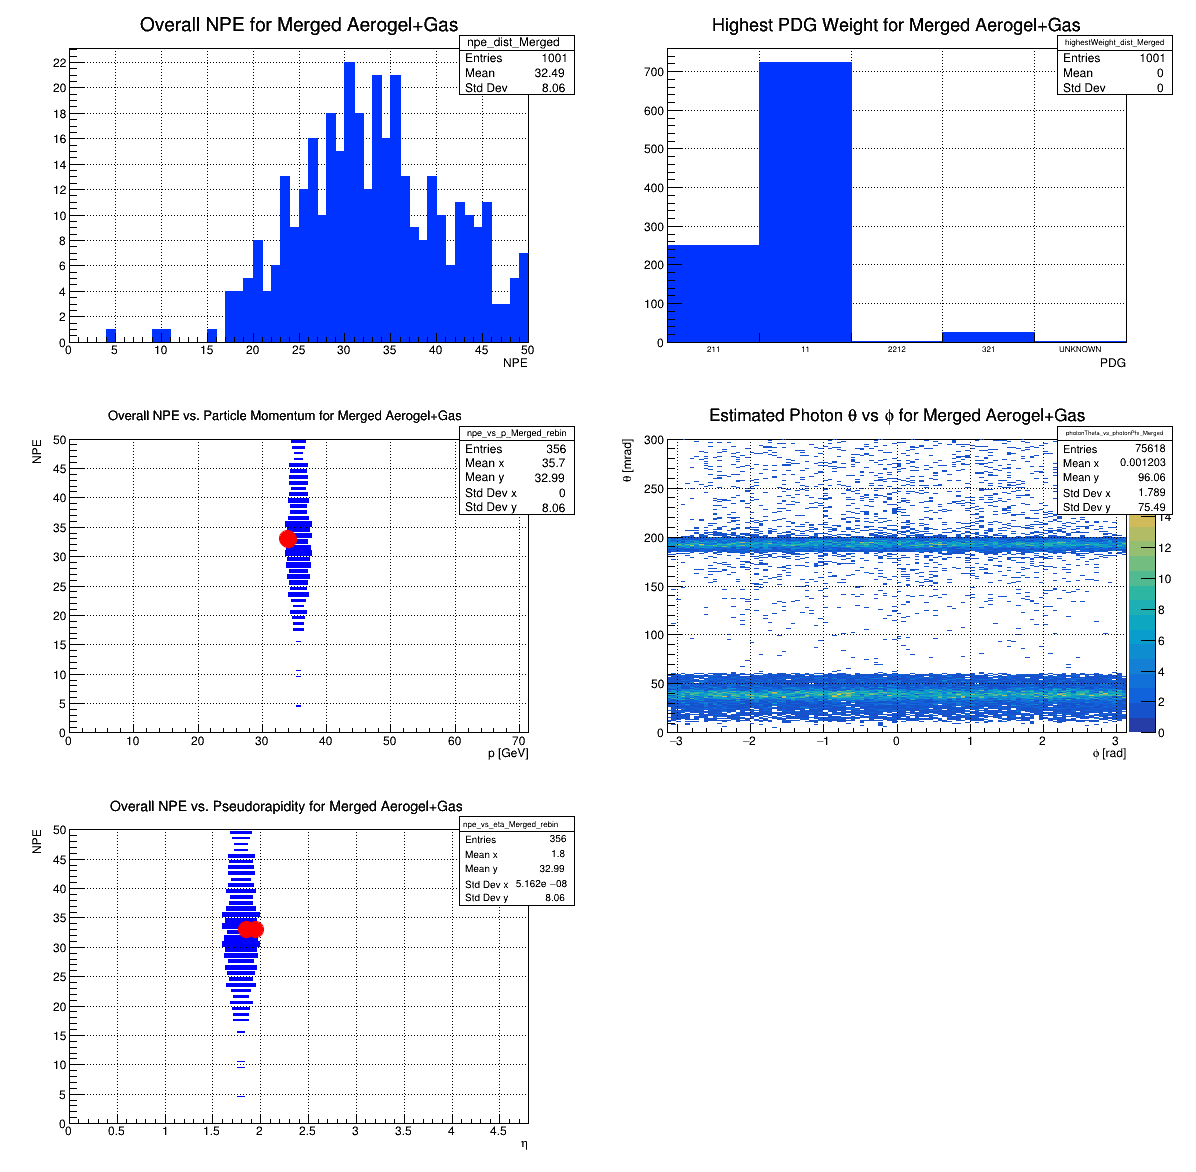 Overall NPE for Merged Aerogel+Gas
npe_dist_Merged
Entries 1001
Mean 32.49
Std Dev 8.06
22
20
18
16
14
12
10
8
6
4
2
0
0 5 10 15 20 25 30 35 40 45 50
NPE
Highest PDG Weight for Merged Aerogel+Gas
highestWeight_dist_Merged
Entries 1001
Mean 0
Std Dev 0
700
600
500
400
300
200
100
0
211 11 2212 321 UNKNOWN
PDG
Overall NPE vs. Particle Momentum for Merged Aerogel+Gas
npe_vs_p_Merged_rebin
Entries 356
Mean x 35.7
Mean y 32.99
Std Dev x 0
Std Dev y 8.06
NPE
50
45
40
35
30
25
20
15
10
5
0
0 10 20 30 40 50 60 70
p [GeV]
Estimated Photon θ vs ϕ for Merged Aerogel+Gas
photonTheta_vs_photonPhi_Merged
Entries 75618
Mean x 0.001203
Mean y 96.06
Std Dev x 1.789
Std Dev y 75.49
θ [mrad]
300
250
200
150
100
50
0
−3 −2 −1 0 1 2 3
ϕ [rad]
14
12
10
8
6
4
2
0
Overall NPE vs. Pseudorapidity for Merged Aerogel+Gas
npe_vs_eta_Merged_rebin
Entries 356
Mean x 1.8
Mean y 32.99
Std Dev x 5.162e −08
Std Dev y 8.06
NPE
50
45
40
35
30
25
20
15
10
5
0
0 0.5 1 1.5 2 2.5 3 3.5 4 4.5
η